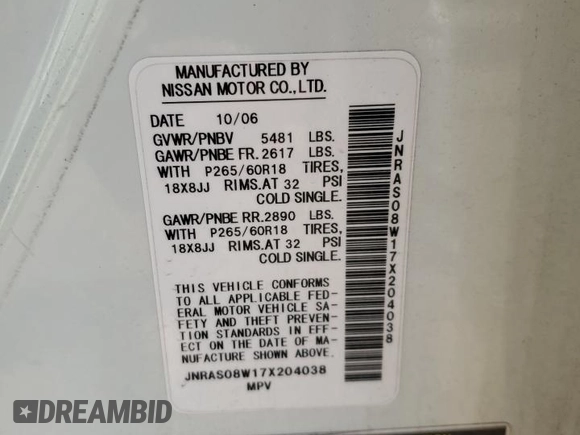 MANUFACTURED BY
NISSAN MOTOR CO.,LTD.
DATE 10/06
GVWR/PNBV 5481 LBS.
GAWR/PNBE FR.2617 LBS.
WITH P265/60R18 TIRES,
18X8JJ RIMS.AT 32 PSI
COLD SINGLE.
GAWR/PNBE RR.2890 LBS.
WITH P265/60R18 TIRES,
18X8JJ RIMS.AT 32 PSI
COLD SINGLE.
THIS VEHICLE CONFORMS
TO ALL APPLICABLE FED-
ERAL MOTOR VEHICLE SA-
FETY AND THEFT PREVEN-
TION STANDARDS IN EFF-
ECT ON THE DATE OF MA-
NUFACTURE SHOWN ABOVE.
JNRAS08W17X204038
MPV
JNRAS08W17X204038
DREAMBID